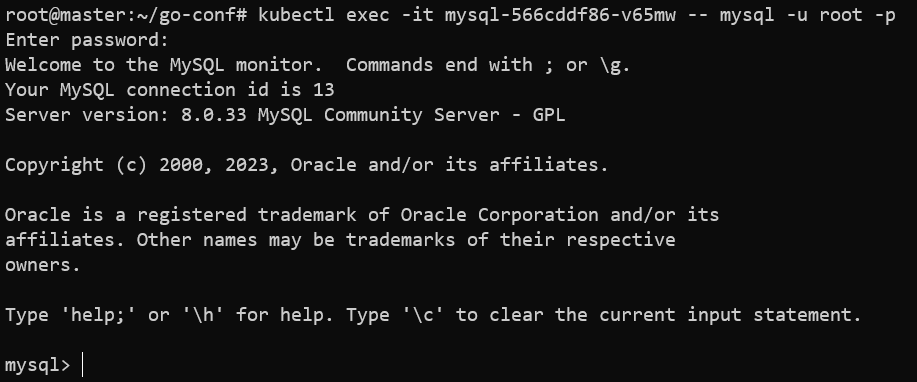 root@master:~/go-conf# kubectl exec -it mysql-566cddf86-v65mw -- mysql -u root -p
Enter password:
Welcome to the MySQL monitor.  Commands end with ; or \g.
Your MySQL connection id is 13
Server version: 8.0.33 MySQL Community Server - GPL

Copyright (c) 2000, 2023, Oracle and/or its affiliates.

Oracle is a registered trademark of Oracle Corporation and/or its
affiliates. Other names may be trademarks of their respective
owners.

Type 'help;' or '\h' for help. Type '\c' to clear the current input statement.

mysql>